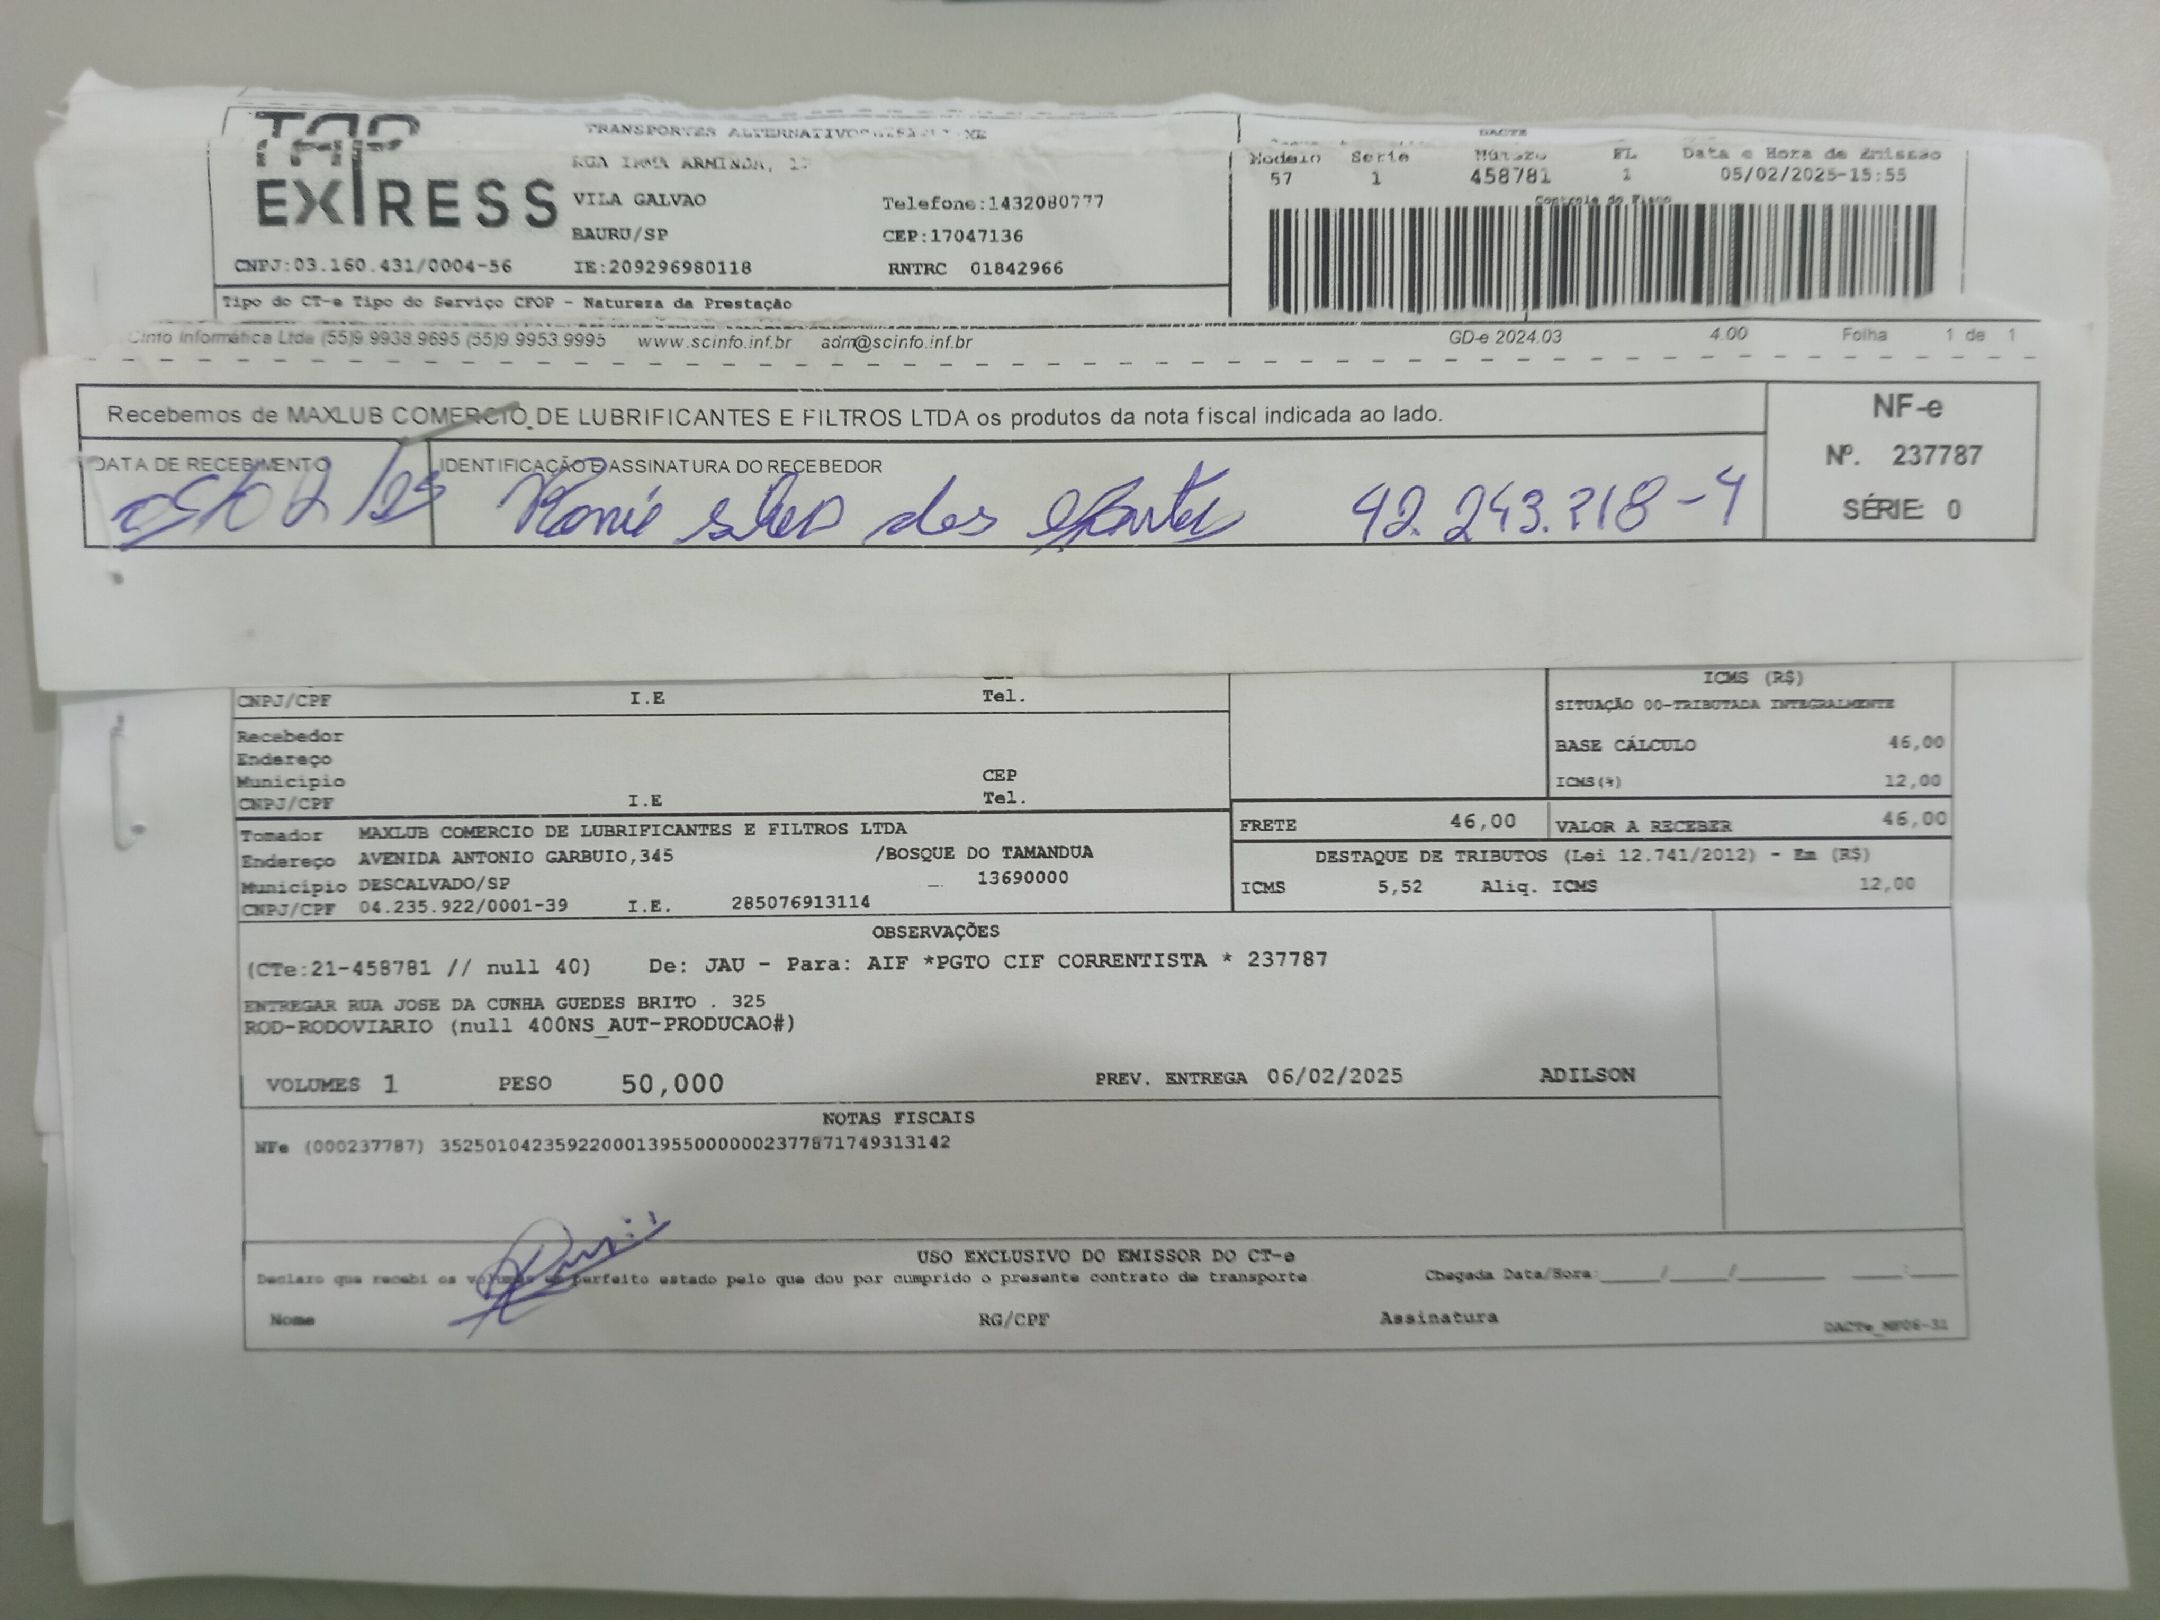 TAP
EXPRESS
TRANSPORTES
RUA IRMA ARMINDA,
VILA GALVAO Telefone:1432080777
BAURU/SP CEP:17047136
CNPJ:03.160.431/0004-56 IE:209296980118 RNTRC 01842966
Tipo do CT-e Tipo do Serviço CFOP - Natureza da Prestação
DACTE
Modelo Serie Número FL Data e Hora de Emissão
57 1 458781 1 05/02/2025-15:55
Controle do Fisco
Informática Ltda (55)9.9938.9695 (55)9.9953.9995 www.scinfo.inf.br adm@scinfo.inf.br GD-e 2024.03 4.00 Folha 1 de 1
Recebemos de MAXLUB COMERCIO DE LUBRIFICANTES E FILTROS LTDA os produtos da nota fiscal indicada ao lado.
NF-e
Nº. 237787
SÉRIE: 0
DATA DE RECEBIMENTO IDENTIFICAÇÃO E ASSINATURA DO RECEBEDOR
05/02/25 dos 42.243.218-4
CNPJ/CPF I.E Tel.
Recebedor
Endereço
Município CEP
CNPJ/CPF I.E Tel.
ICMS (R$)
SITUAÇÃO 00-TRIBUTADA INTEGRALMENTE
BASE CÁLCULO 46,00
ICMS(%) 12,00
FRETE 46,00 VALOR A RECEBER 46,00
Tomador MAXLUB COMERCIO DE LUBRIFICANTES E FILTROS LTDA
Endereço AVENIDA ANTONIO GARBUIO,345 /BOSQUE DO TAMANDUA
Município DESCALVADO/SP 13690000
CNPJ/CPF 04.235.922/0001-39 I.E. 285076913114
DESTAQUE DE TRIBUTOS (Lei 12.741/2012) - Em (R$)
ICMS 5,52 Aliq. ICMS 12,00
OBSERVAÇÕES
(CTe:21-458781 // null 40) De: JAU - Para: AIF *PGTO CIF CORRENTISTA * 237787
ENTREGAR RUA JOSE DA CUNHA GUEDES BRITO . 325
ROD-RODOVIARIO (null 400NS_AUT-PRODUCAO#)
VOLUMES 1 PESO 50,000 PREV. ENTREGA 06/02/2025 ADILSON
NOTAS FISCAIS
NFe (000237787) 35250104235922000139550000002377871749313142
USO EXCLUSIVO DO EMISSOR DO CT-e
Declaro que recebi os volumes em perfeito estado pelo que dou por cumprido o presente contrato de transporte. Chegada Data/Hora:____/____/______ ___:___
Nome RG/CPF Assinatura